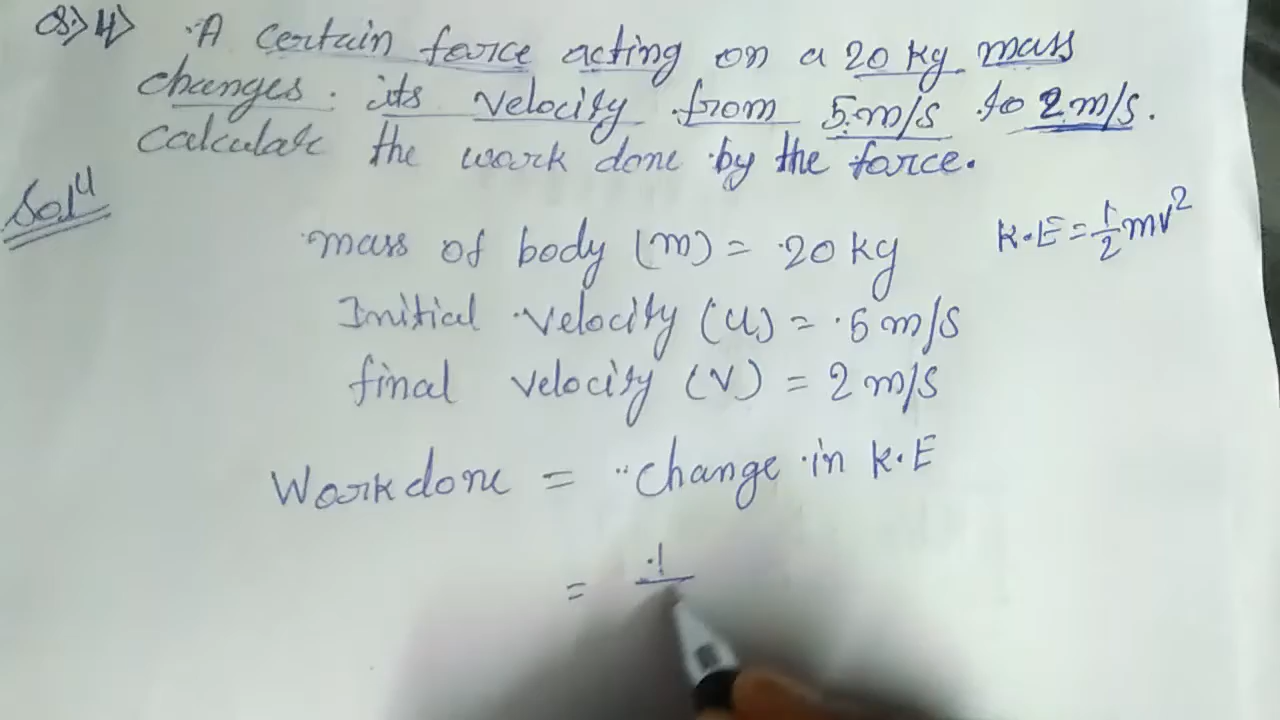 Q.>4> A certain force acting on a 20 kg mass
changes its velocity from 5 m/s to 2 m/s.
calculate the work done by the force.
Solⁿ
mass of body (m) = 20 kg
K.E = 1/2 mv²
Initial velocity (u) = 5 m/s
final velocity (v) = 2 m/s
Work done = change in K.E
= 1